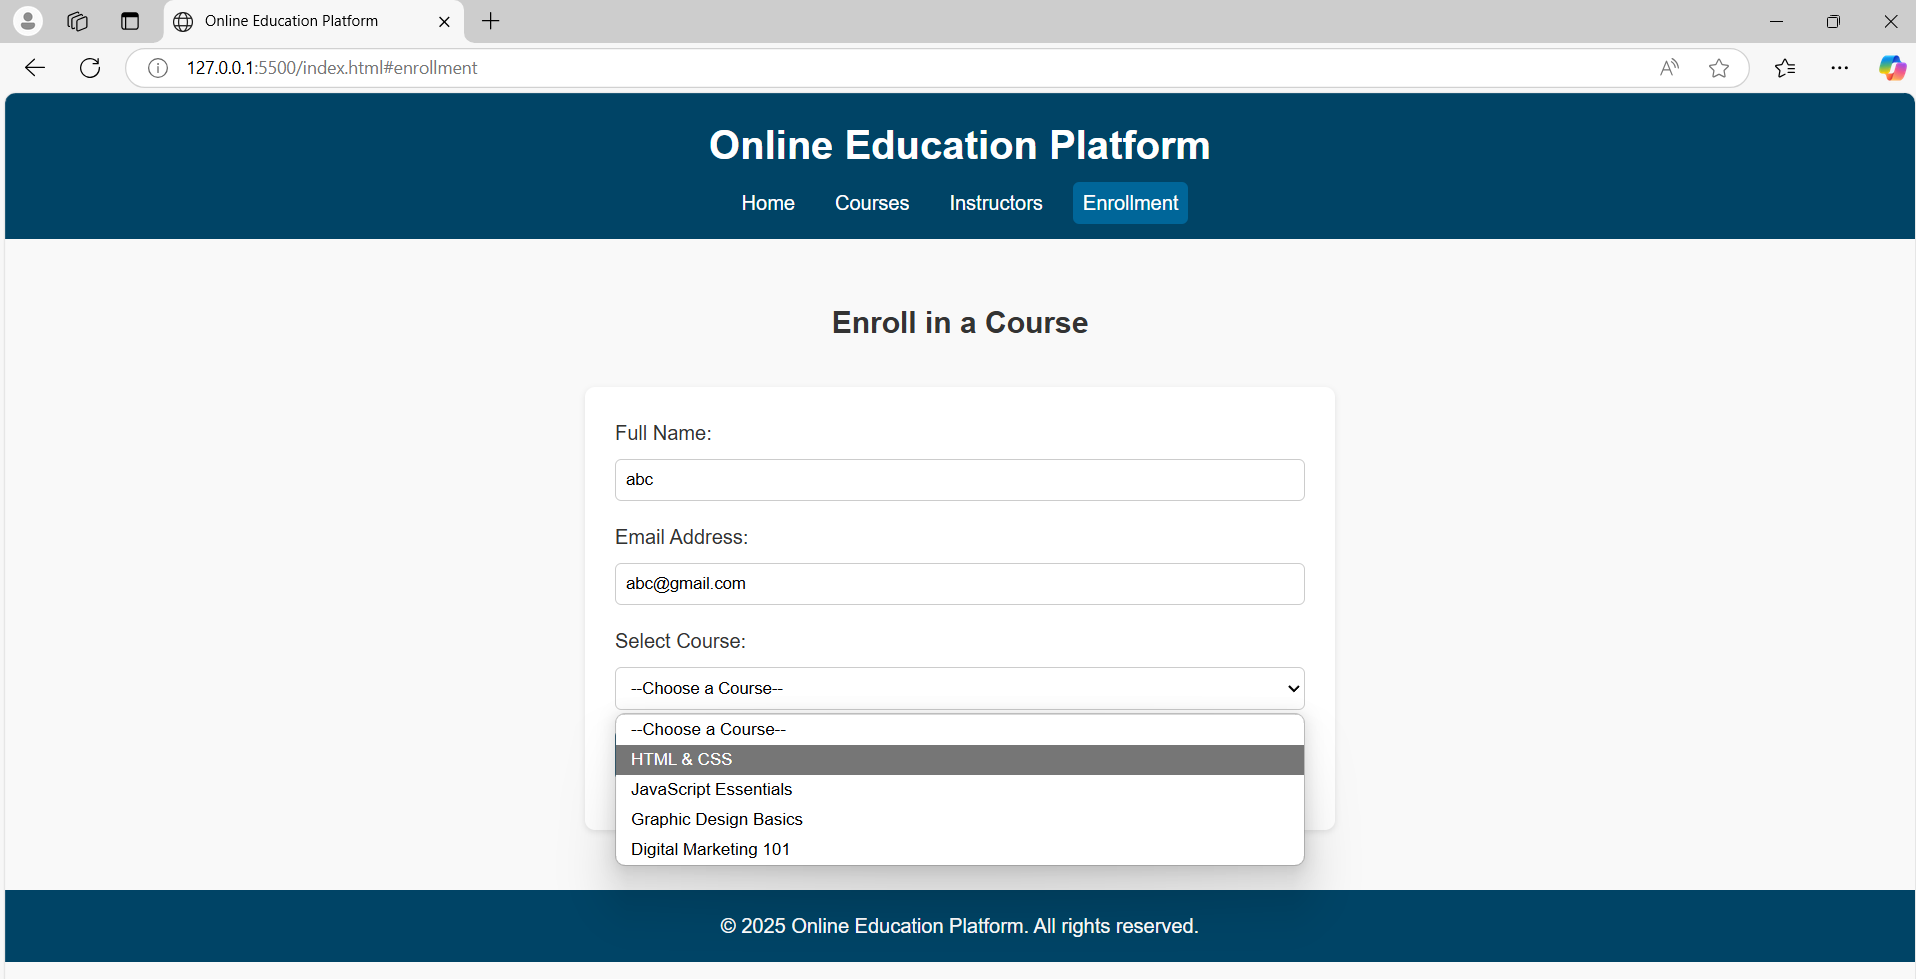 Online Education Platform
127.0.0.1:5500/index.html#enrollment
Online Education Platform
Home Courses Instructors Enrollment
Enroll in a Course
Full Name:
abc
Email Address:
abc@gmail.com
Select Course:
--Choose a Course--
--Choose a Course--
HTML & CSS
JavaScript Essentials
Graphic Design Basics
Digital Marketing 101
© 2025 Online Education Platform. All rights reserved.